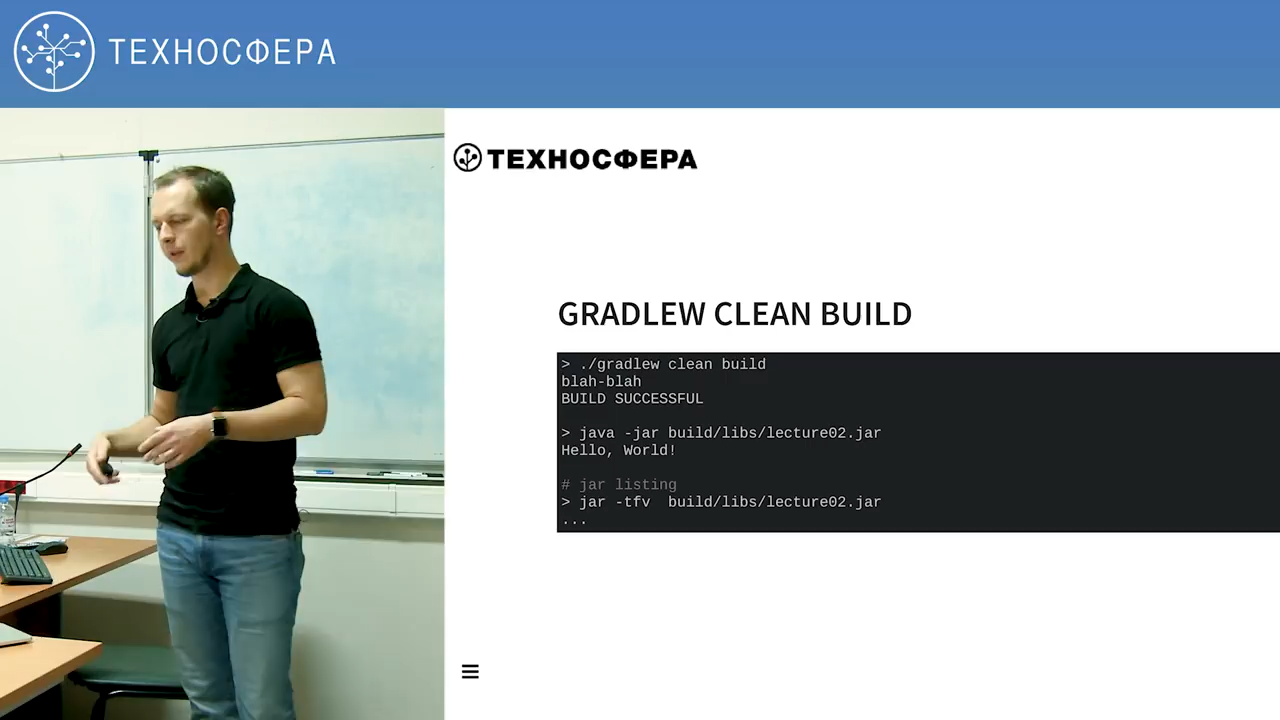 ТЕХНОСФЕРА
ТЕХНОСФЕРА
GRADLEW CLEAN BUILD
> ./gradlew clean build
blah-blah
BUILD SUCCESSFUL
> java -jar build/libs/lecture02.jar
Hello, World!
# jar listing
> jar -tfv  build/libs/lecture02.jar
...